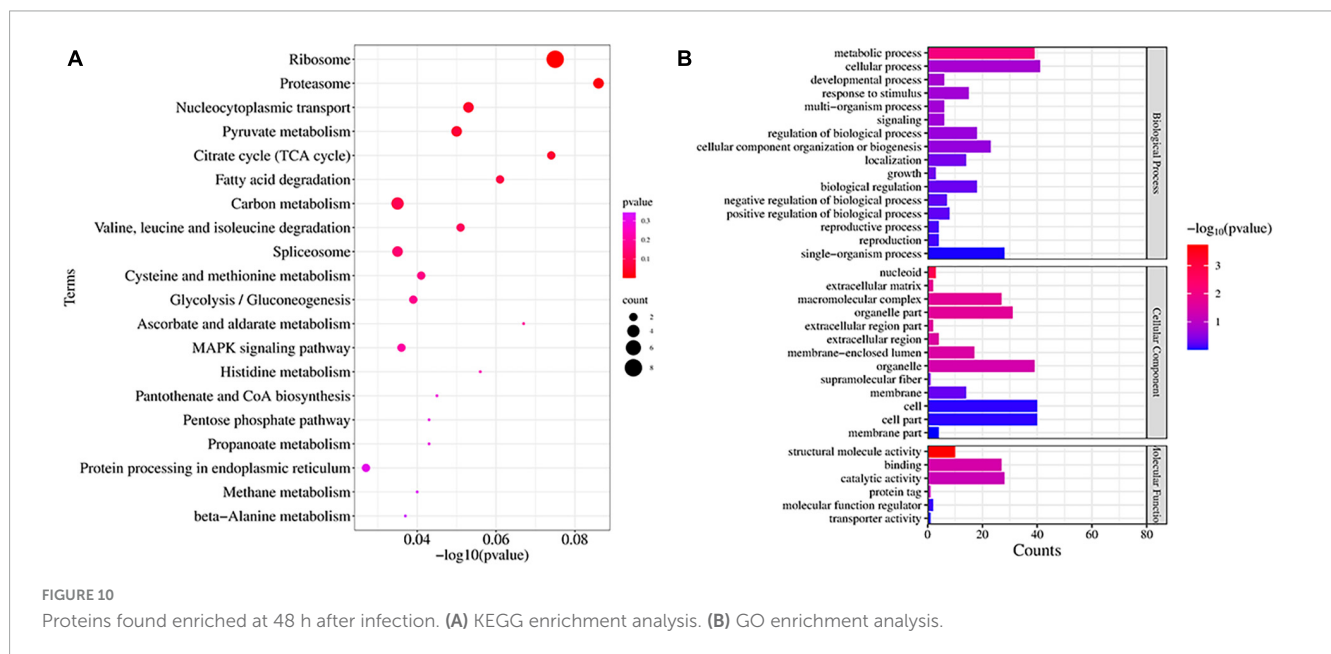 A
Ribosome
Proteasome
Nucleocytoplasmic transport
Pyruvate metabolism
Citrate cycle (TCA cycle)
Fatty acid degradation
Carbon metabolism
Valine, leucine and isoleucine degradation
Spliceosome
Cysteine and methionine metabolism
Glycolysis / Gluconeogenesis
Ascorbate and aldarate metabolism
MAPK signaling pathway
Histidine metabolism
Pantothenate and CoA biosynthesis
Pentose phosphate pathway
Propanoate metabolism
Protein processing in endoplasmic reticulum
Methane metabolism
beta−Alanine metabolism
Terms
0.04 0.06 0.08
−log10(pvalue)
pvalue
0.3
0.2
0.1
count
2
4
6
8
B
metabolic process
cellular process
developmental process
response to stimulus
multi-organism process
signaling
regulation of biological process
cellular component organization or biogenesis
localization
growth
biological regulation
negative regulation of biological process
positive regulation of biological process
reproductive process
reproduction
single-organism process
Biological Process
nucleoid
extracellular matrix
macromolecular complex
organelle part
extracellular region part
extracellular region
membrane-enclosed lumen
organelle
supramolecular fiber
membrane
cell
cell part
membrane part
Cellular Component
structural molecule activity
binding
catalytic activity
protein tag
molecular function regulator
transporter activity
Molecular Functio
0 20 40 60 80
Counts
−log₁₀(pvalue)
3
2
1
FIGURE 10
Proteins found enriched at 48 h after infection. (A) KEGG enrichment analysis. (B) GO enrichment analysis.